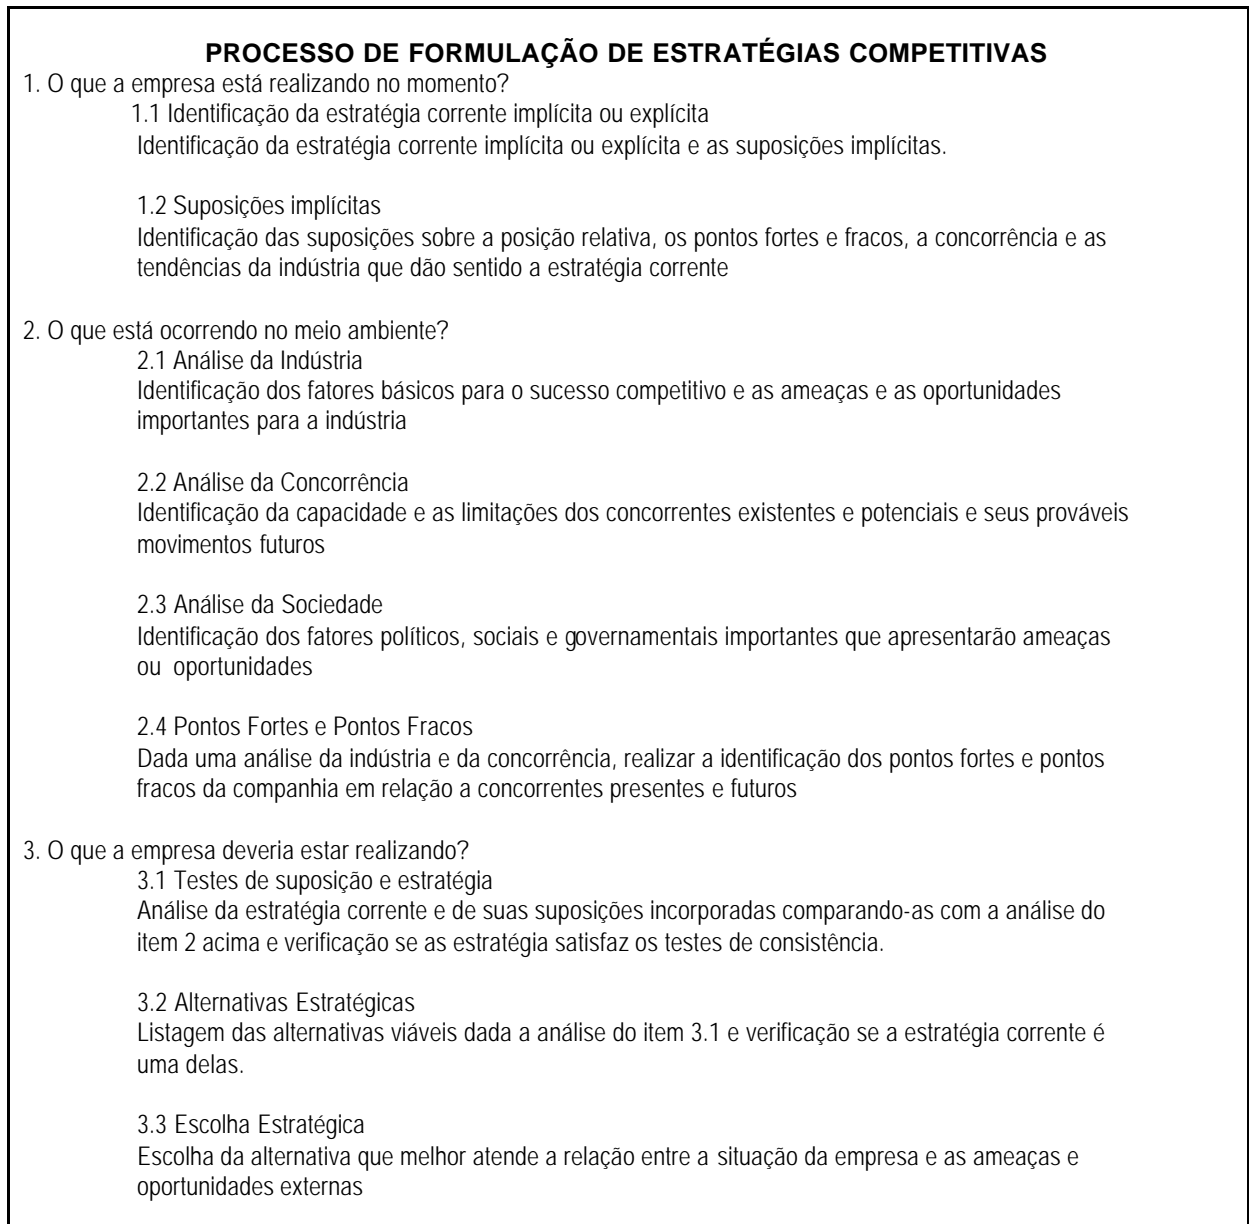 PROCESSO DE FORMULAÇÃO DE ESTRATÉGIAS COMPETITIVAS
1. O que a empresa está realizando no momento?
1.1 Identificação da estratégia corrente implícita ou explícita
Identificação da estratégia corrente implícita ou explícita e as suposições implícitas.
1.2 Suposições implícitas
Identificação das suposições sobre a posição relativa, os pontos fortes e fracos, a concorrência e as
tendências da indústria que dão sentido a estratégia corrente
2. O que está ocorrendo no meio ambiente?
2.1 Análise da Indústria
Identificação dos fatores básicos para o sucesso competitivo e as ameaças e as oportunidades
importantes para a indústria
2.2 Análise da Concorrência
Identificação da capacidade e as limitações dos concorrentes existentes e potenciais e seus prováveis
movimentos futuros
2.3 Análise da Sociedade
Identificação dos fatores políticos, sociais e governamentais importantes que apresentarão ameaças
ou oportunidades
2.4 Pontos Fortes e Pontos Fracos
Dada uma análise da indústria e da concorrência, realizar a identificação dos pontos fortes e pontos
fracos da companhia em relação a concorrentes presentes e futuros
3. O que a empresa deveria estar realizando?
3.1 Testes de suposição e estratégia
Análise da estratégia corrente e de suas suposições incorporadas comparando-as com a análise do
item 2 acima e verificação se as estratégia satisfaz os testes de consistência.
3.2 Alternativas Estratégicas
Listagem das alternativas viáveis dada a análise do item 3.1 e verificação se a estratégia corrente é
uma delas.
3.3 Escolha Estratégica
Escolha da alternativa que melhor atende a relação entre a situação da empresa e as ameaças e
oportunidades externas